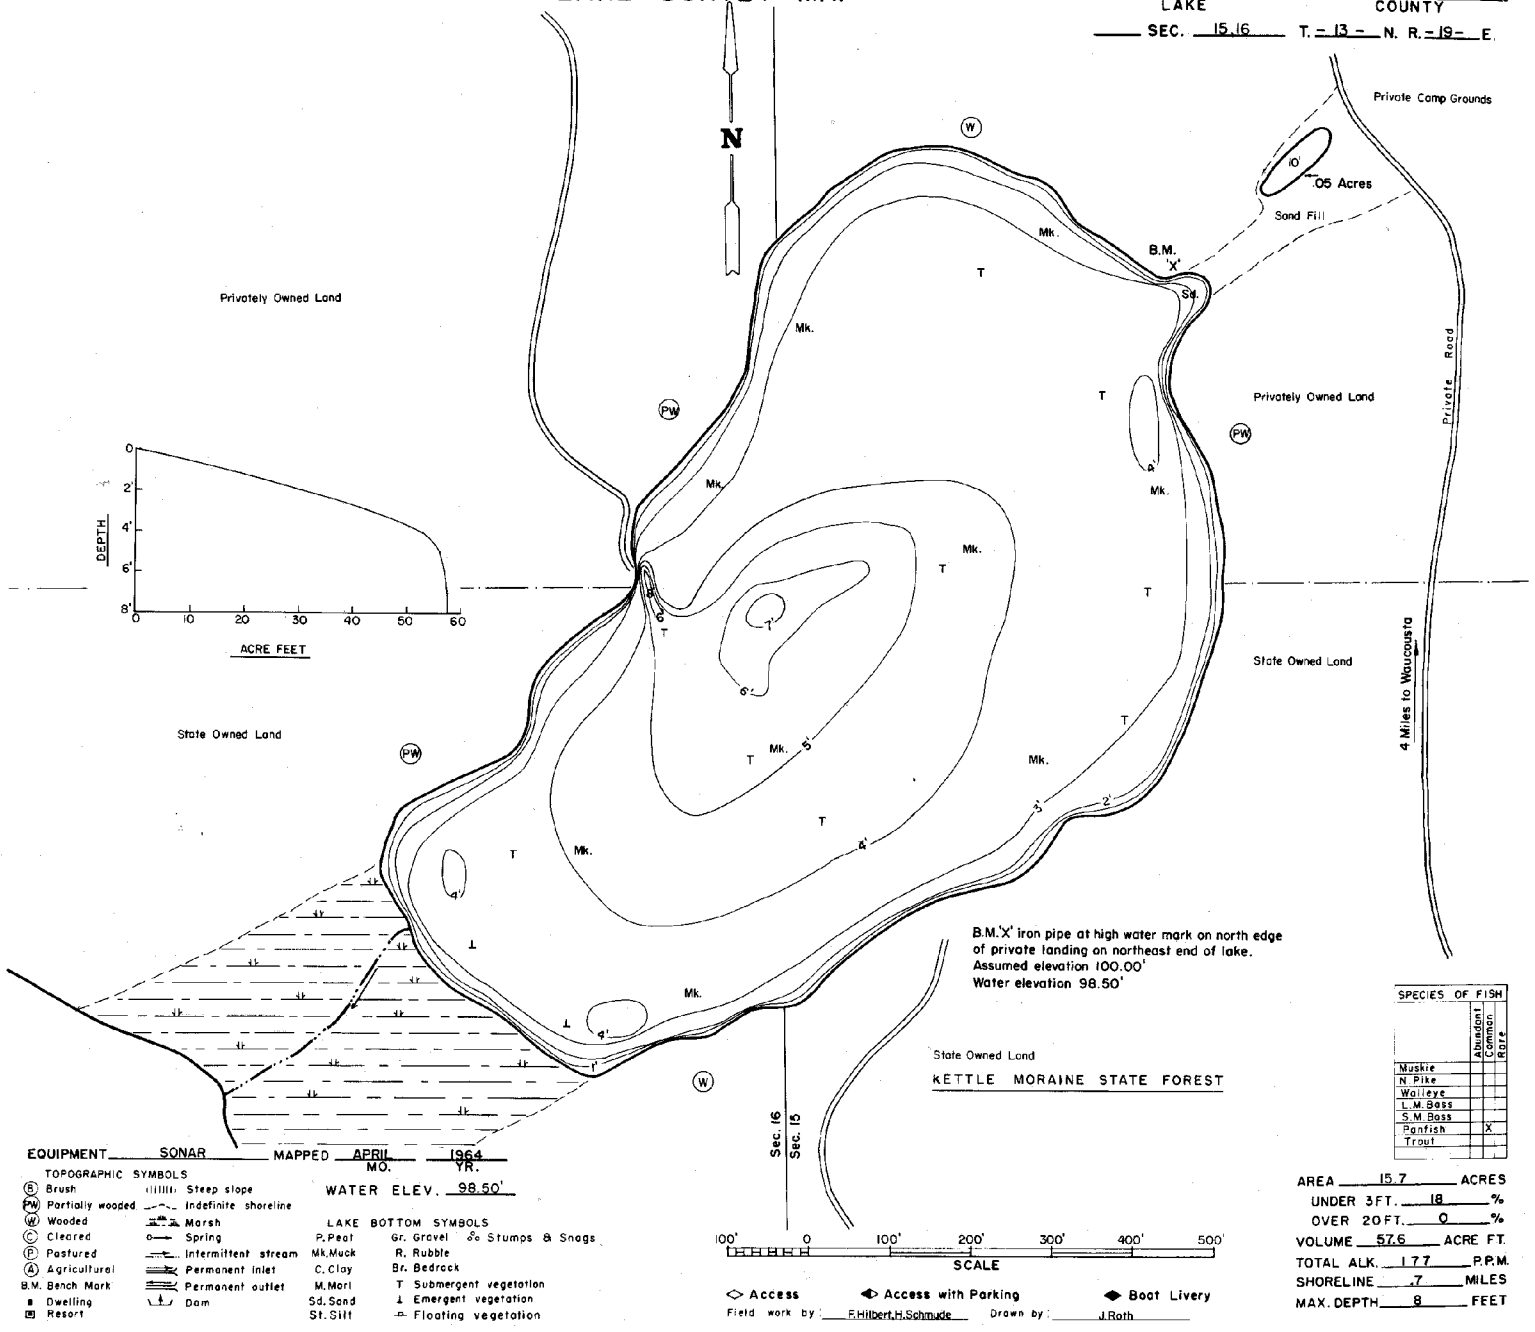 LAKE
COUNTY
SEC. 15,16 T. - 13 - N. R. - 19 - E.
Private Camp Grounds
W
N
10'
.05 Acres
Sand Fill
Mk.
B.M.
'X'
T
Sd.
Privately Owned Land
Mk.
Private Road
T
Privately Owned Land
PW
PW
4'
0
2'
4'
6'
8'
DEPTH
0 10 20 30 40 50 60
ACRE FEET
Mk.
Mk.
Mk.
T
T
8
6
T
7'
State Owned Land
4 Miles to Waucousta
6'
State Owned Land
PW
T
Mk.
5'
T
Mk.
3'
2'
T
4'
T
Mk.
4'
B.M.'X' iron pipe at high water mark on north edge
of private landing on northeast end of lake.
Assumed elevation 100.00'
Water elevation 98.50'
Mk.
4'
1'
W
State Owned Land
KETTLE MORAINE STATE FOREST
Sec. 16
Sec. 15
SPECIES OF FISH
Abundant
Common
Rare
Muskie
N. Pike
Walleye
L.M. Bass
S.M. Bass
Panfish X
Trout
EQUIPMENT SONAR MAPPED APRIL 1964
MO. YR.
WATER ELEV. 98.50'
TOPOGRAPHIC SYMBOLS
B Brush
PW Partially wooded
W Wooded
C Cleared
P Pastured
A Agricultural
B.M. Bench Mark
Dwelling
Resort
Steep slope
Indefinite shoreline
Marsh
Spring
Intermittent stream
Permanent inlet
Permanent outlet
Dam
LAKE BOTTOM SYMBOLS
P. Peat
Mk. Muck
C. Clay
M. Marl
Sd. Sand
St. Silt
Gr. Gravel
R. Rubble
Br. Bedrock
T Submergent vegetation
Emergent vegetation
Floating vegetation
Stumps & Snags
100' 0 100' 200' 300' 400' 500'
SCALE
Access
Access with Parking
Boat Livery
Field work by: F.Hilbert, H.Schmude Drawn by: J.Roth
AREA 15.7 ACRES
UNDER 3 FT. 18 %
OVER 20 FT. 0 %
VOLUME 57.6 ACRE FT.
TOTAL ALK. 177 P.P.M.
SHORELINE .7 MILES
MAX. DEPTH 8 FEET